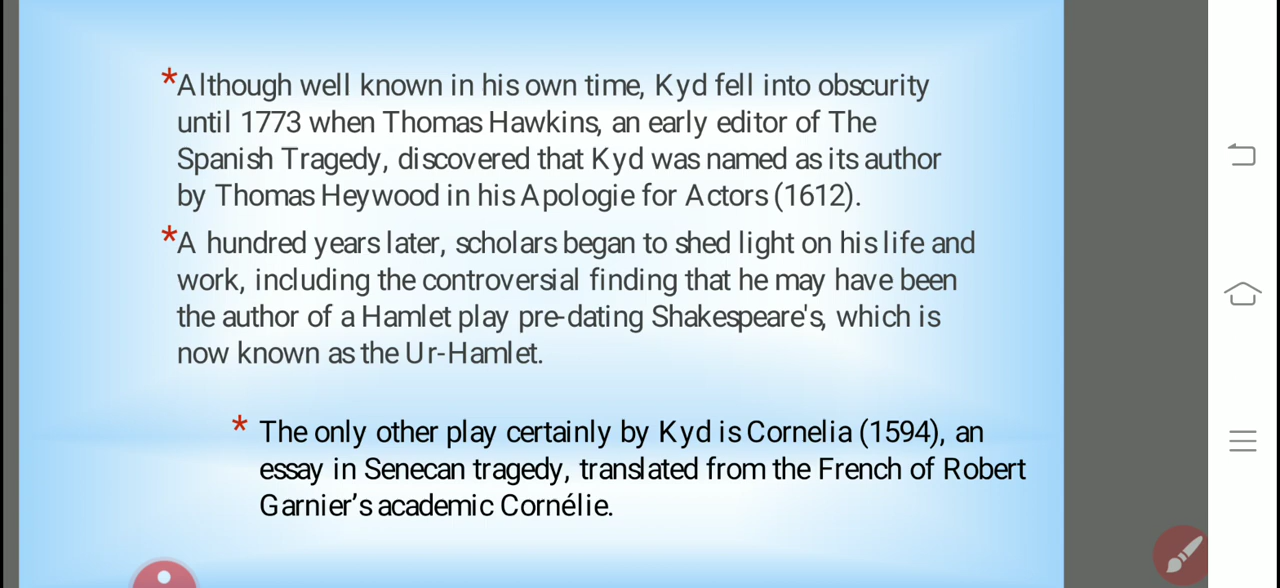 *Although well known in his own time, Kyd fell into obscurity
until 1773 when Thomas Hawkins, an early editor of The
Spanish Tragedy, discovered that Kyd was named as its author
by Thomas Heywood in his Apologie for Actors (1612).
*A hundred years later, scholars began to shed light on his life and
work, including the controversial finding that he may have been
the author of a Hamlet play pre-dating Shakespeare's, which is
now known as the Ur-Hamlet.
* The only other play certainly by Kyd is Cornelia (1594), an
essay in Senecan tragedy, translated from the French of Robert
Garnier’s academic Cornélie.